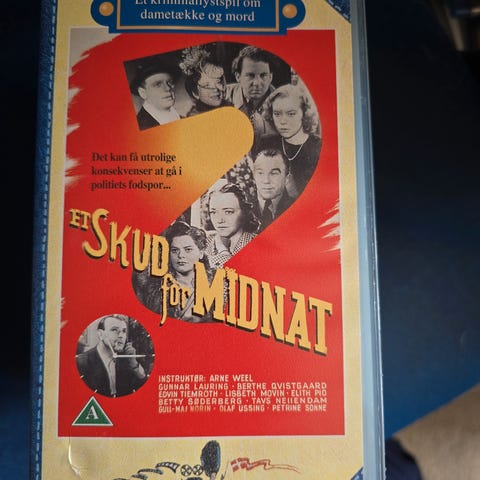 Et kriminallystspil om
dametække og mord
Det kan få utrolige
konsekvenser at gå i
politiets fodspor...
ET SKUD
for MIDNAT
INSTRUKTØR: ARNE WEEL
GUNNAR LAURING - BERTHE QVISTGAARD
EDVIN TIEMROTH - LISBETH MOVIN - ELITH PIO
BETTY SØDERBERG - TAVS NEIIENDAM
GULL-MAJ NORIN - OLAF USSING - PETRINE SONNE
A